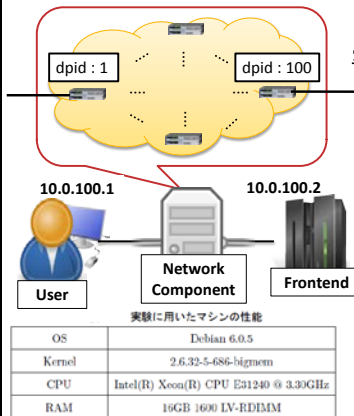 dpid : 1
dpid : 100
10.0.100.1
10.0.100.2
User
Network
Component
Frontend
実験に用いたマシンの性能
OS Debian 6.0.5
Kernel 2.6.32-5-686-bigmem
CPU Intel(R) Xeon(R) CPU E31240 @ 3.30GHz
RAM 16GB 1600 LV-RDIMM